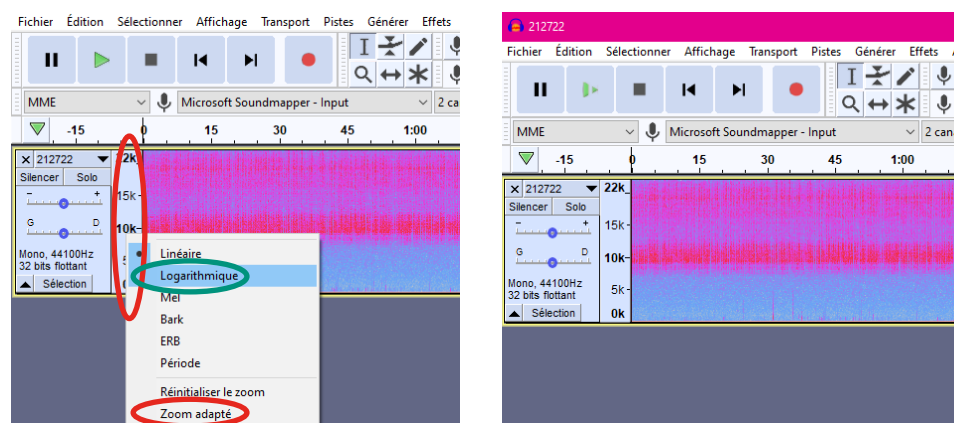 Fichier Édition Sélectionner Affichage Transport Pistes Générer Effets
MME Microsoft Soundmapper - Input 2 ca
-15 0 15 30 45 1:00
212722
Silencer Solo
- +
G D
Mono, 44100Hz
32 bits flottant
Sélection
22k
15k
10k
Linéaire
Logarithmique
Mel
Bark
ERB
Période
Réinitialiser le zoom
Zoom adapté
212722
Fichier Édition Sélectionner Affichage Transport Pistes Générer Effets
MME Microsoft Soundmapper - Input 2 can
-15 0 15 30 45 1:00
212722
Silencer Solo
- +
G D
Mono, 44100Hz
32 bits flottant
Sélection
22k
15k
10k
5k
0k